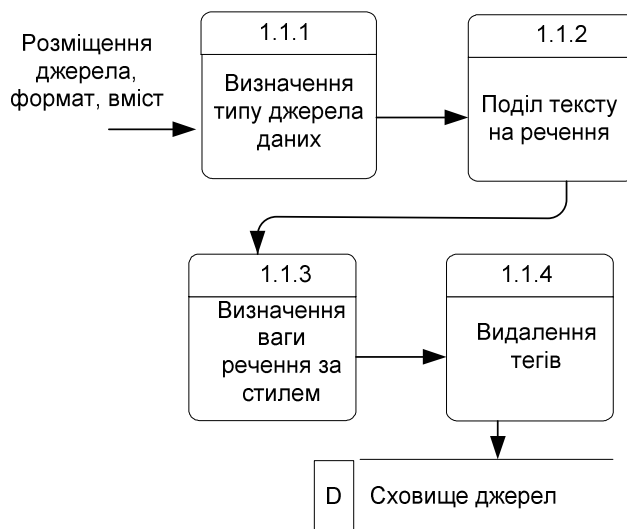 Розміщення
джерела,
формат, вміст
1.1.1
Визначення
типу джерела
даних
1.1.2
Поділ тексту
на речення
1.1.3
Визначення
ваги
речення за
стилем
1.1.4
Видалення
тегів
D Сховище джерел